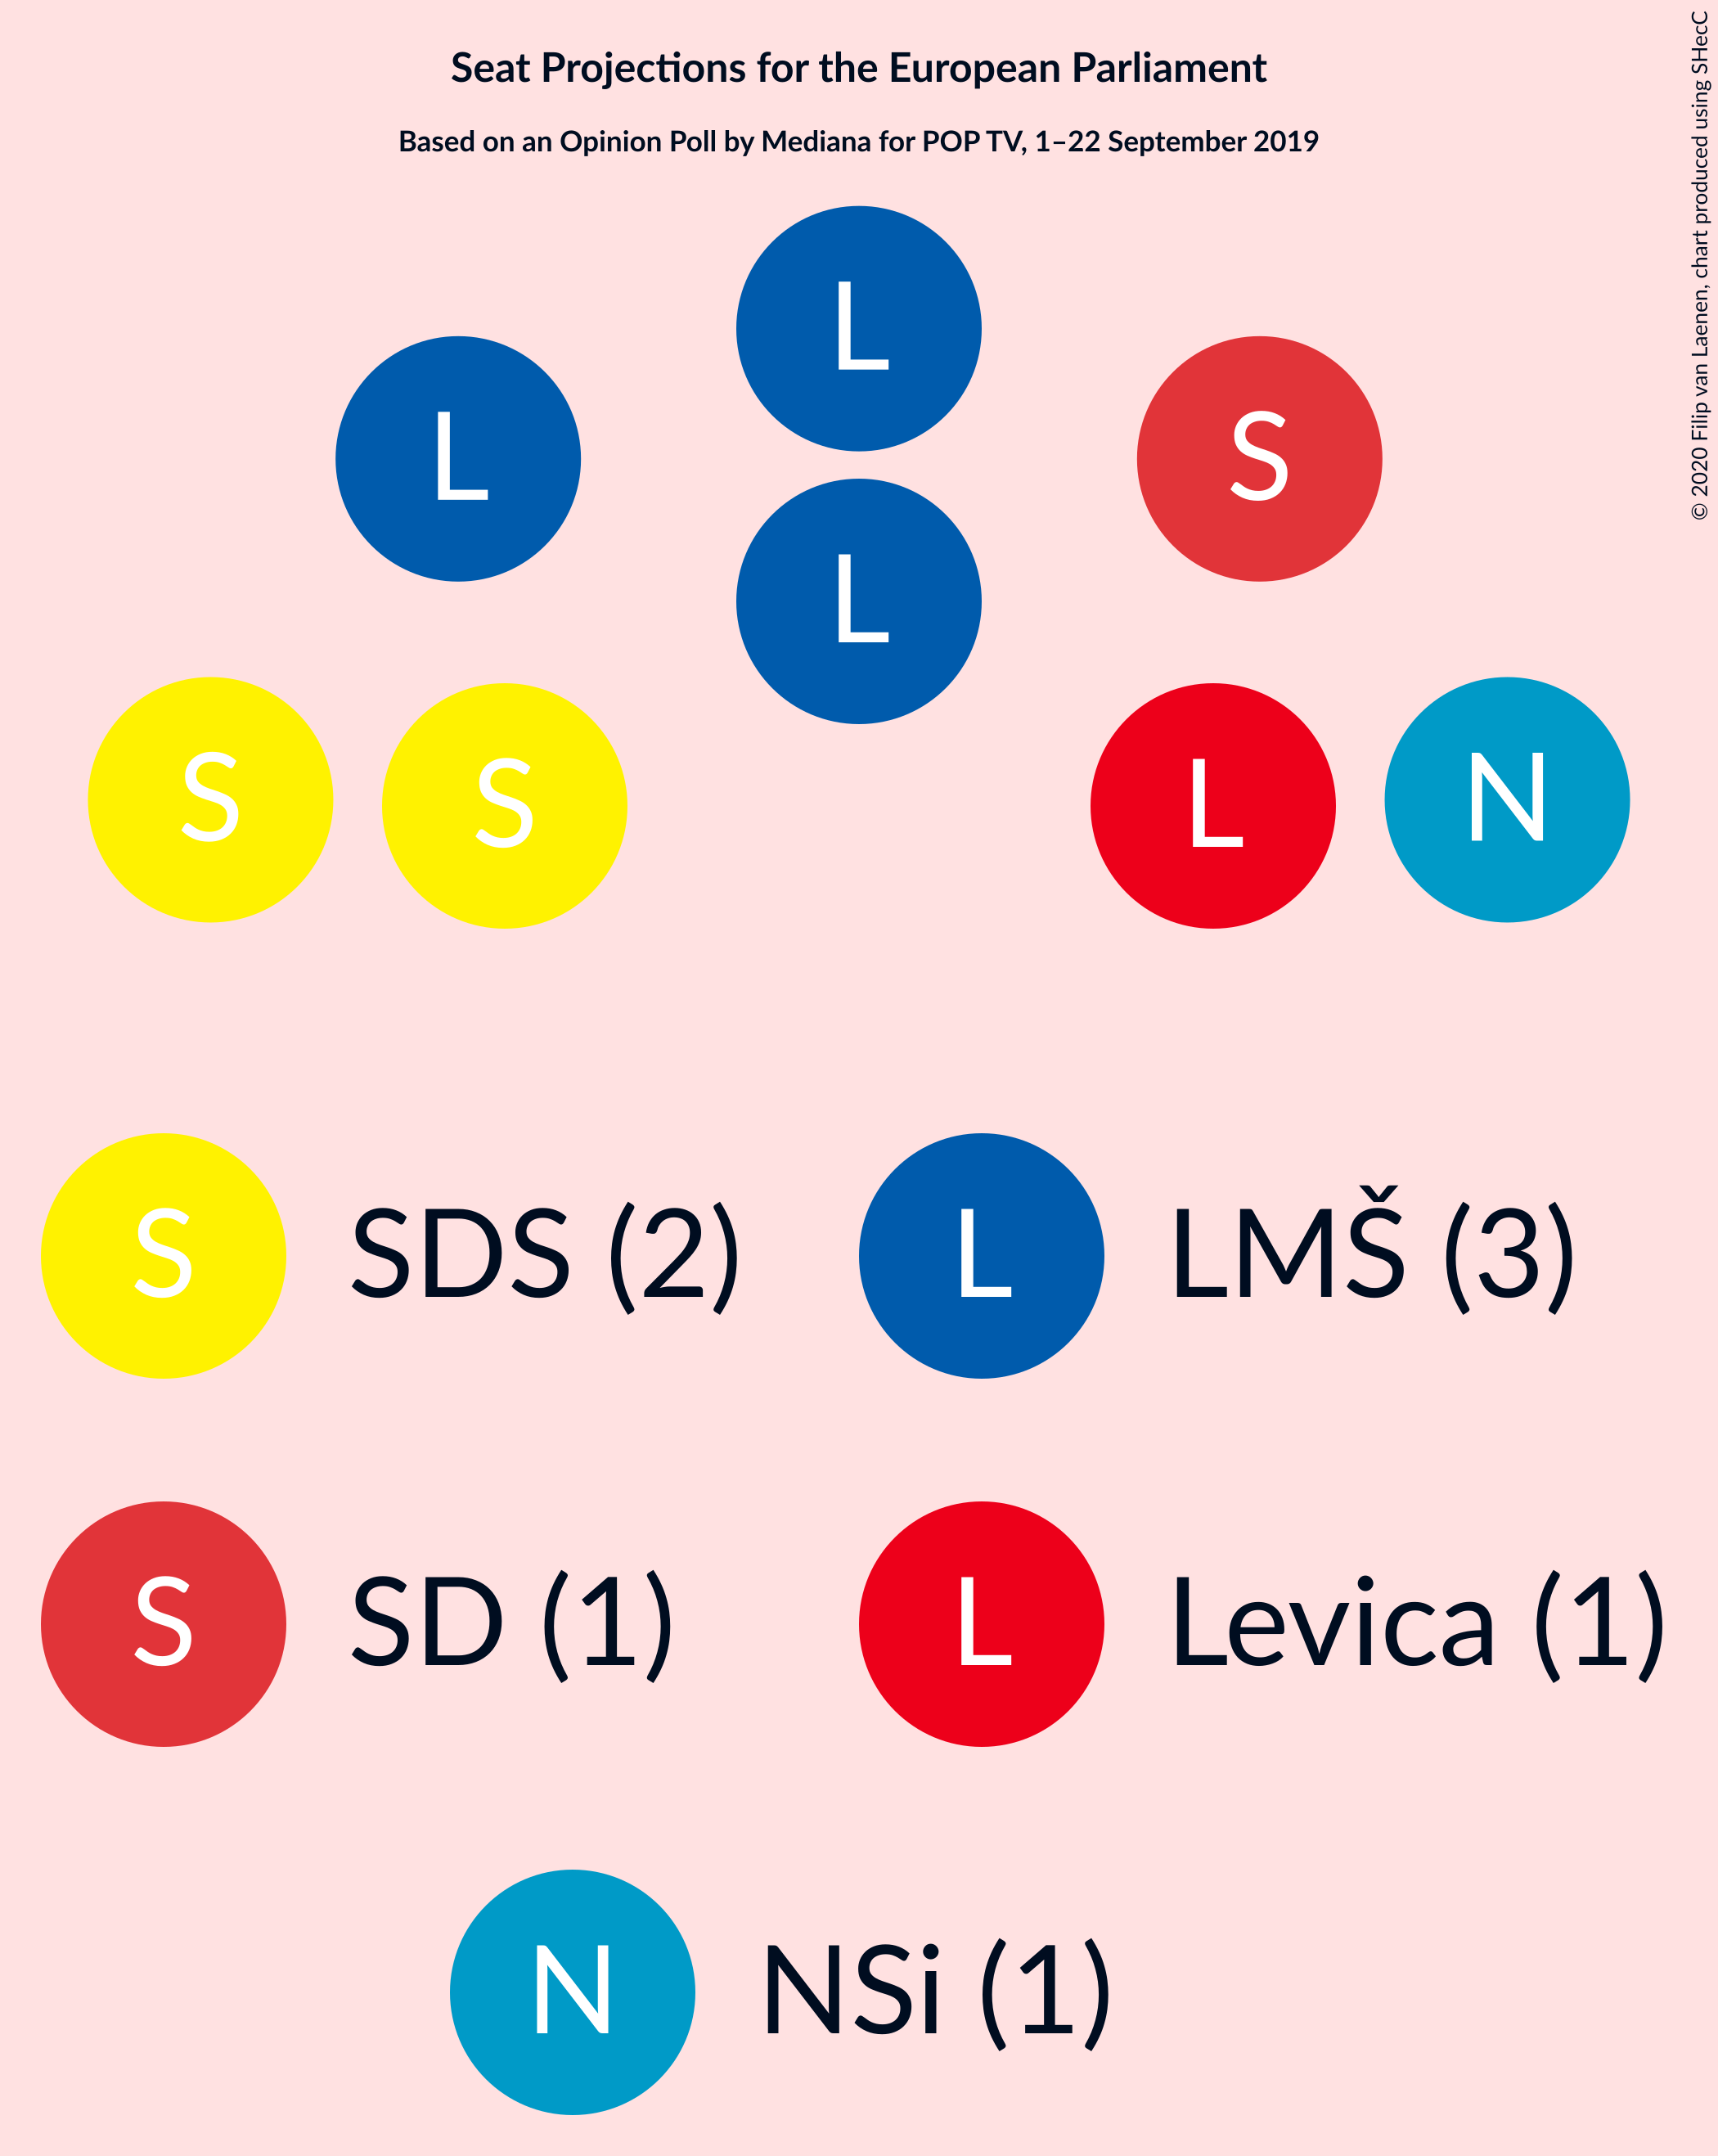 Seat Projections for the European Parliament
Based on an Opinion Poll by Mediana for POP TV, 1–22 September 2019
© 2020 Filip van Laenen, chart produced using SHecC
L
L
S
L
S
S
L
N
S
SDS (2)
L
LMŠ (3)
S
SD (1)
L
Levica (1)
N
NSi (1)